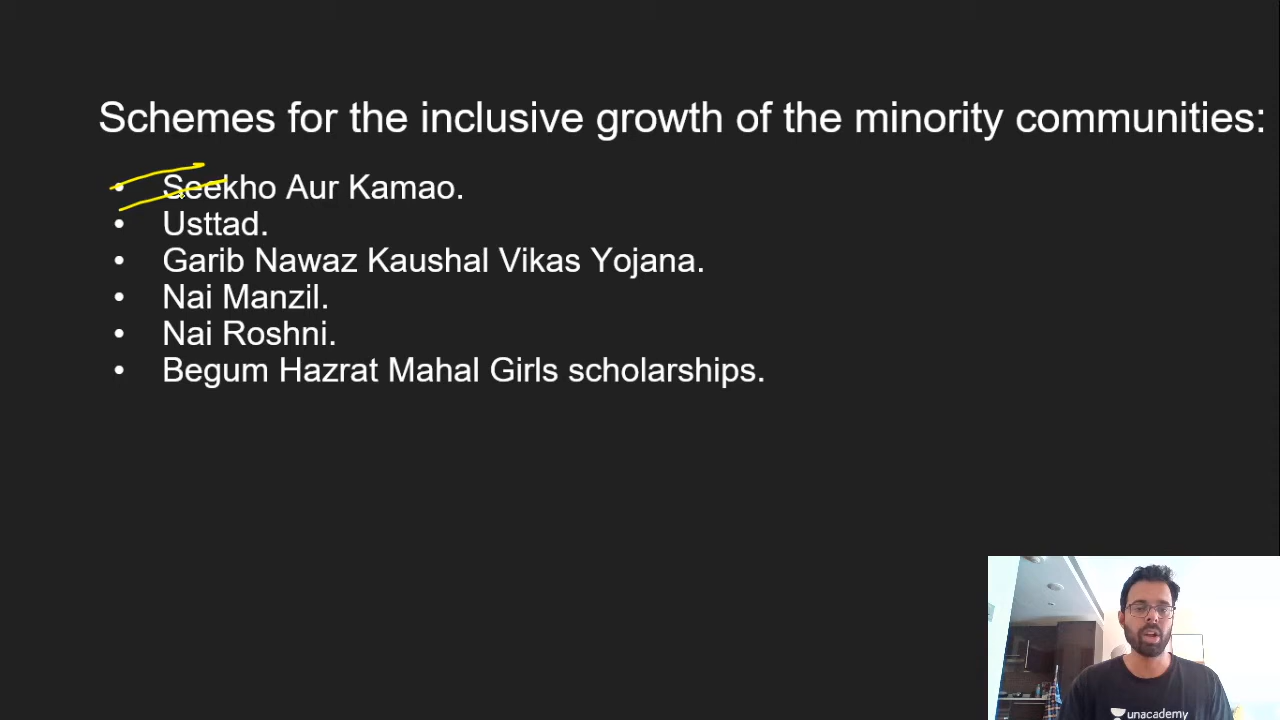 Schemes for the inclusive growth of the minority communities:
• Seekho Aur Kamao.
• Usttad.
• Garib Nawaz Kaushal Vikas Yojana.
• Nai Manzil.
• Nai Roshni.
• Begum Hazrat Mahal Girls scholarships.
unacademy